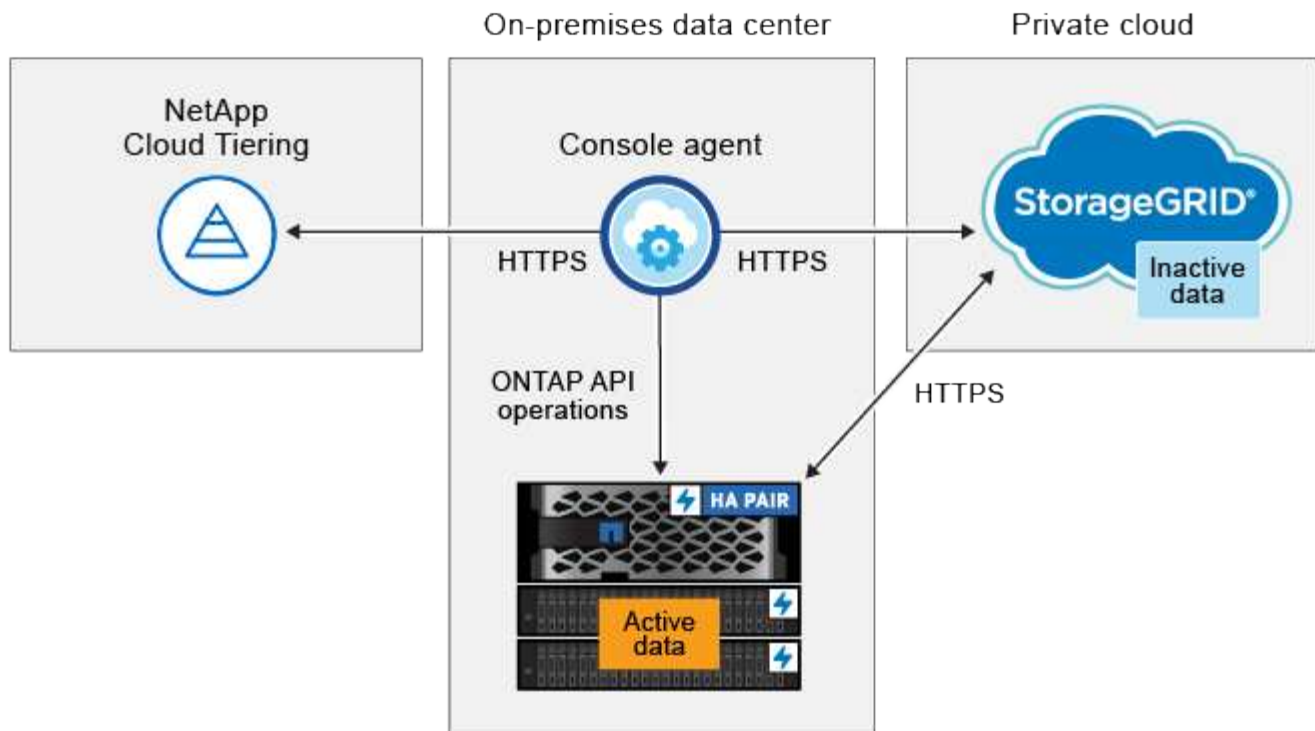 On-premises data center
Private cloud
NetApp
Cloud Tiering
Console agent
StorageGRID®
Inactive
data
HTTPS
HTTPS
ONTAP API
operations
HTTPS
HA PAIR
Active
data